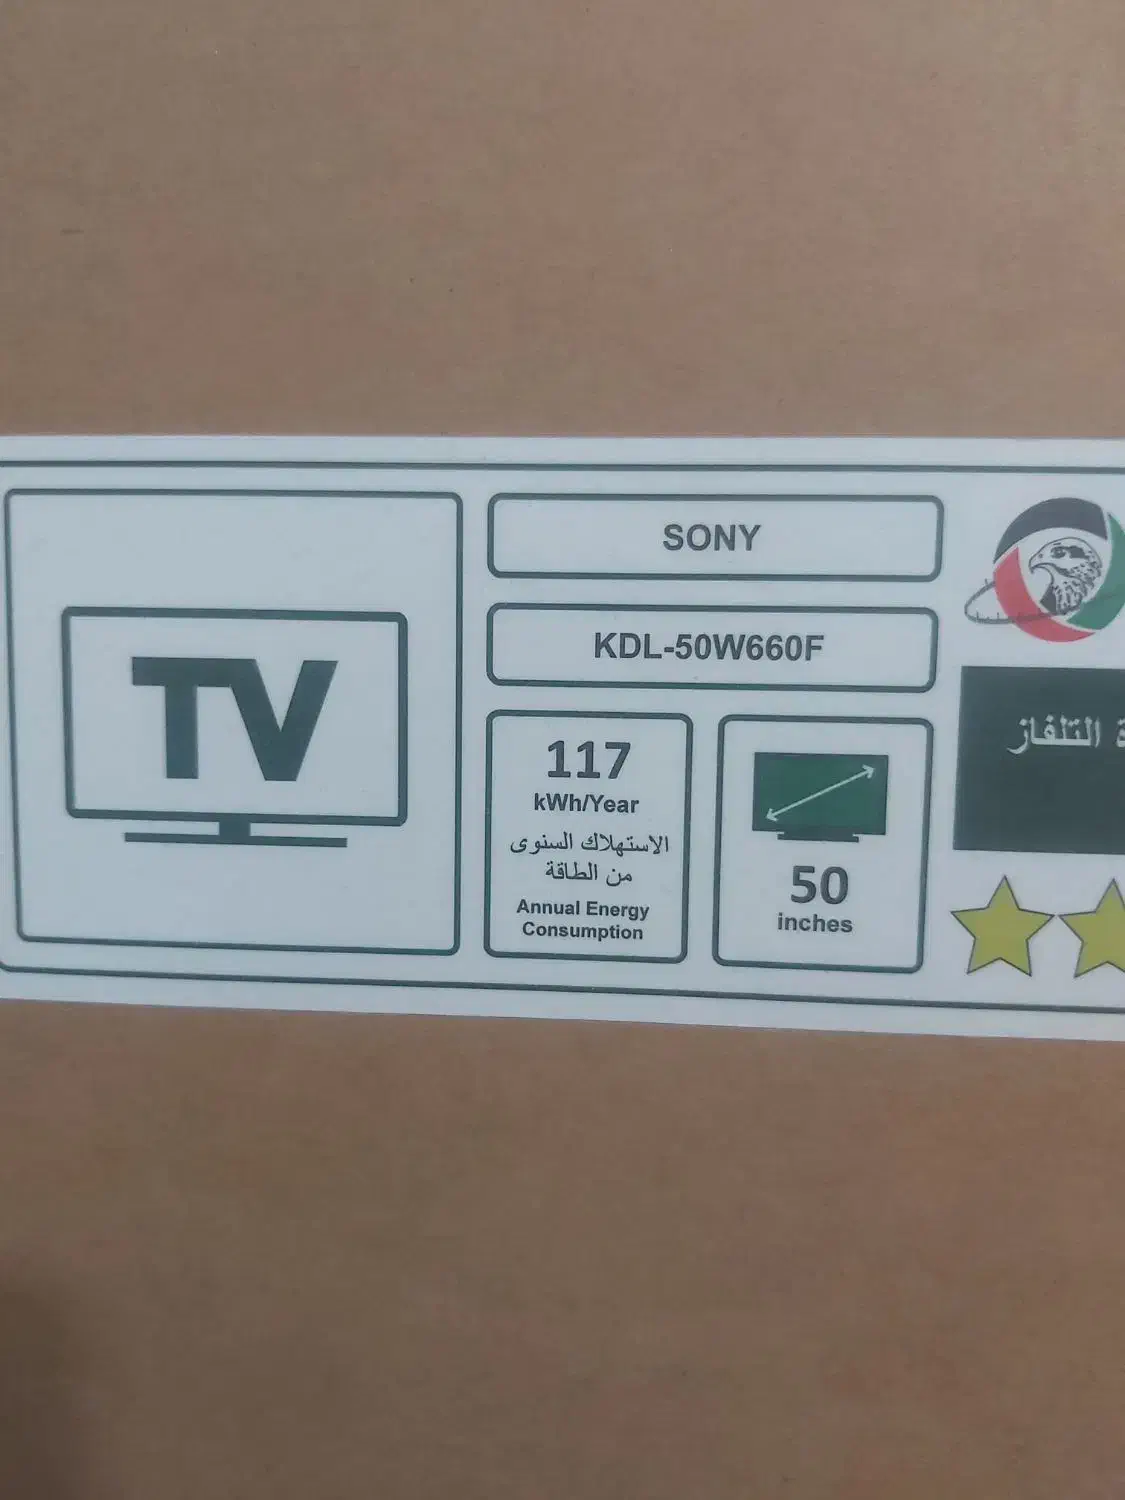 TV
SONY
KDL-50W660F
117
kWh/Year
الاستهلاك السنوى
من الطاقة
Annual Energy
Consumption
50
inches
التلفاز